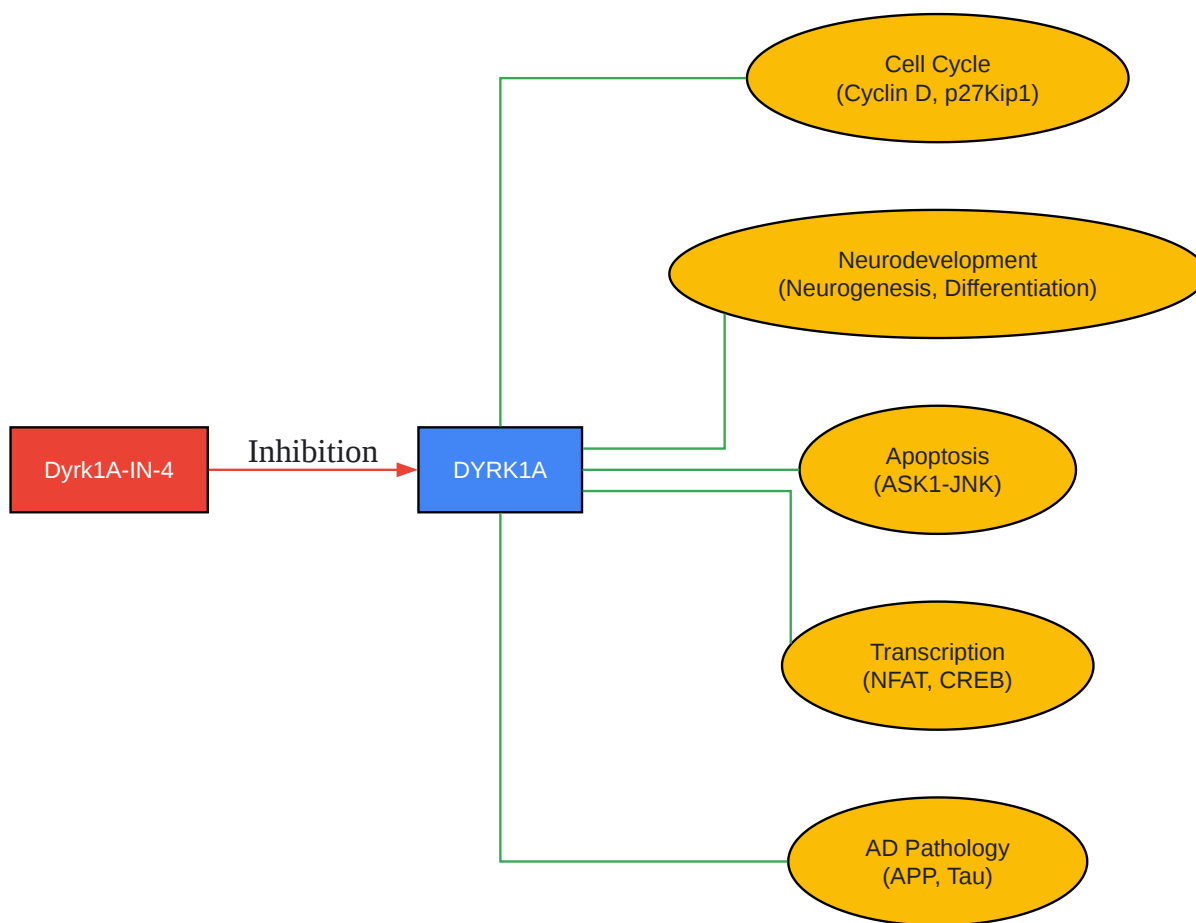 Cell Cycle
(Cyclin D, p27Kip1)
Neurodevelopment
(Neurogenesis, Differentiation)
Dyrk1A-IN-4
Inhibition
DYRK1A
Apoptosis
(ASK1-JNK)
Transcription
(NFAT, CREB)
AD Pathology
(APP, Tau)